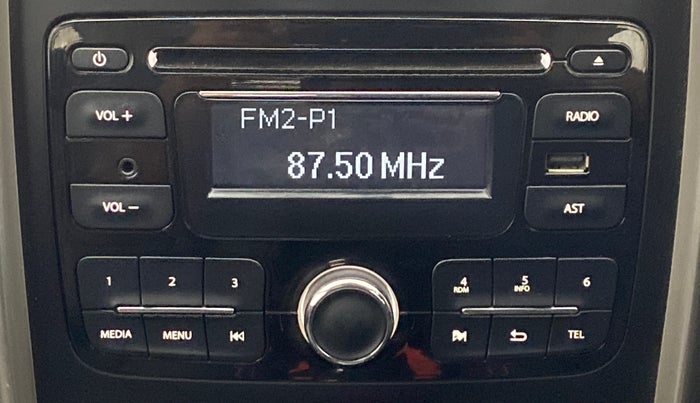 FM2-P1
VOL +
RADIO
87.50 MHz
VOL −
AST
1 2 3
4 5 6
RDM INFO
MEDIA MENU
TEL